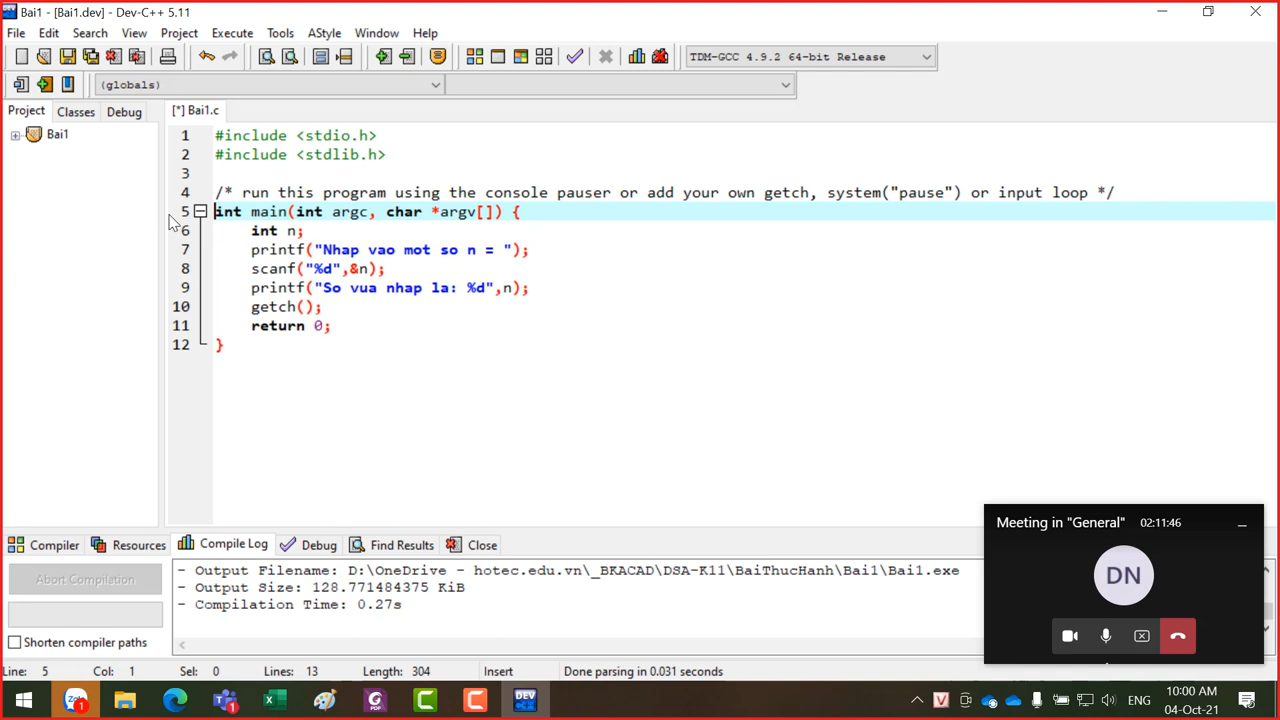 Bai1 - [Bai1.dev] - Dev-C++ 5.11
File Edit Search View Project Execute Tools AStyle Window Help
TDM-GCC 4.9.2 64-bit Release
(globals)
Project Classes Debug [*] Bai1.c
Bai1
1 #include <stdio.h>
2 #include <stdlib.h>
3
4 /* run this program using the console pauser or add your own getch, system("pause") or input loop */
5 int main(int argc, char *argv[]) {
6 int n;
7 printf("Nhap vao mot so n = ");
8 scanf("%d",&n);
9 printf("So vua nhap la: %d",n);
10 getch();
11 return 0;
12 }
Meeting in "General" 02:11:46
DN
Compiler Resources Compile Log Debug Find Results Close
Abort Compilation
- Output Filename: D:\OneDrive - hotec.edu.vn\_BKACAD\DSA-K11\BaiThucHanh\Bai1\Bai1.exe
- Output Size: 128.771484375 KiB
- Compilation Time: 0.27s
Shorten compiler paths
Line: 5 Col: 1 Sel: 0 Lines: 13 Length: 304 Insert Done parsing in 0.031 seconds
ENG
10:00 AM
04-Oct-21